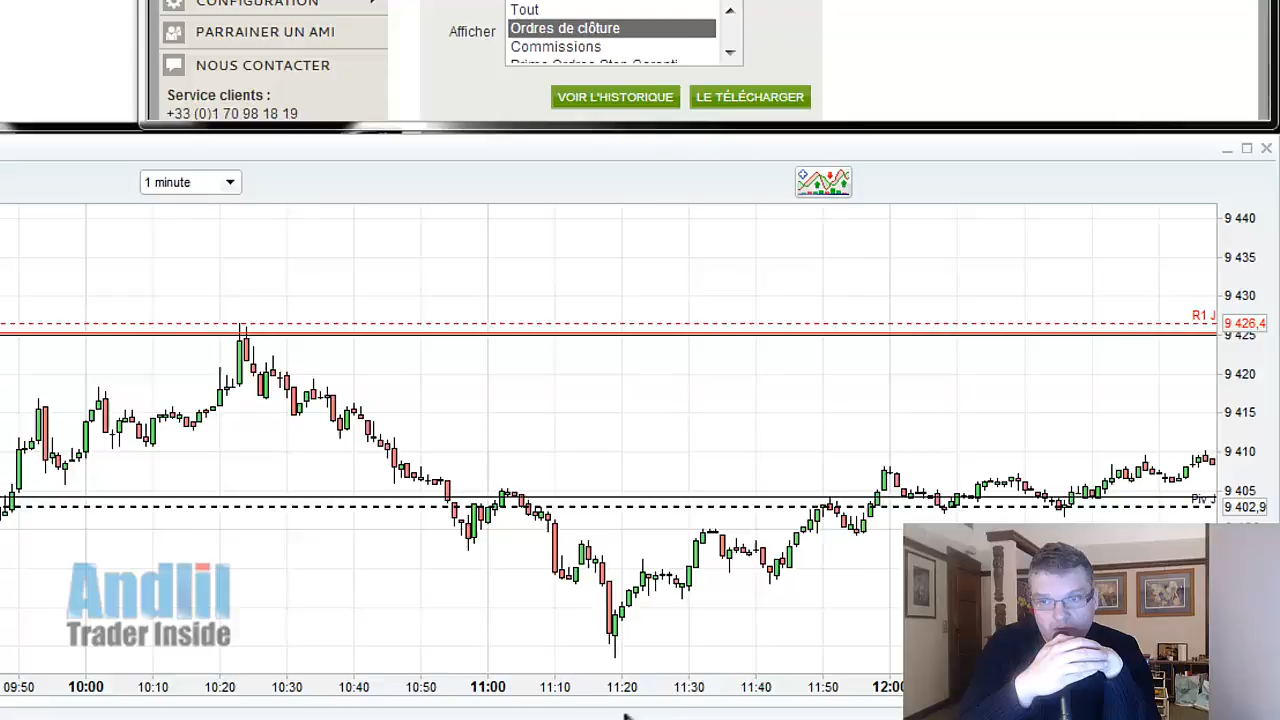 CONFIGURATION
PARRAINER UN AMI
NOUS CONTACTER
Service clients :
+33 (0)1 70 98 18 19
Afficher
Tout
Ordres de clôture
Commissions
Prime Ordres Stop Garanti
VOIR L'HISTORIQUE
LE TÉLÉCHARGER
1 minute
9 440
9 435
9 430
R1 J
9 426,4
9 425
9 420
9 415
9 410
9 405
Piv J
9 402,9
Andlil
Trader Inside
09:50
10:00
10:10
10:20
10:30
10:40
10:50
11:00
11:10
11:20
11:30
11:40
11:50